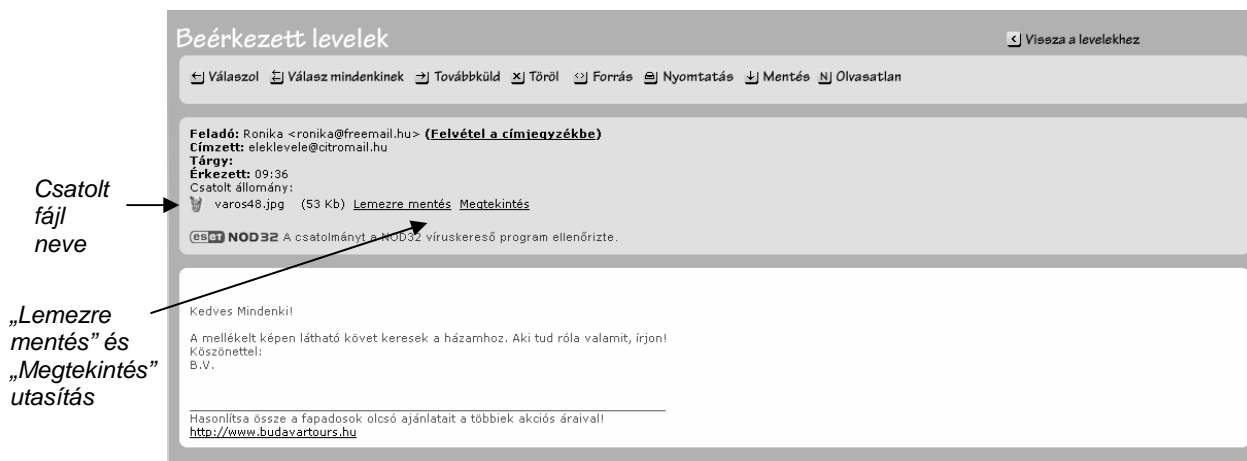 Beérkezett levelek
Vissza a levelekhez
Válaszol Válasz mindenkinek Továbbküld Töröl Forrás Nyomtatás Mentés Olvasatlan
Feladó: Ronika <ronika@freemail.hu> (Felvétel a címjegyzékbe)
Címzett: eleklevele@citromail.hu
Tárgy:
Érkezett: 09:36
Csatolt állomány:
varos48.jpg (53 Kb) Lemezre mentés Megtekintés
eseT NOD32 A csatolmányt a NOD32 víruskereső program ellenőrizte.
Csatolt
fájl
neve
„Lemezre
mentés” és
„Megtekintés”
utasítás
Kedves Mindenki!
A mellékelt képen látható követ keresek a házamhoz. Aki tud róla valamit, írjon!
Köszönettel:
B.V.
Hasonlítsa össze a fapadosok olcsó ajánlatait a többiek akciós áraival!
http://www.budavartours.hu